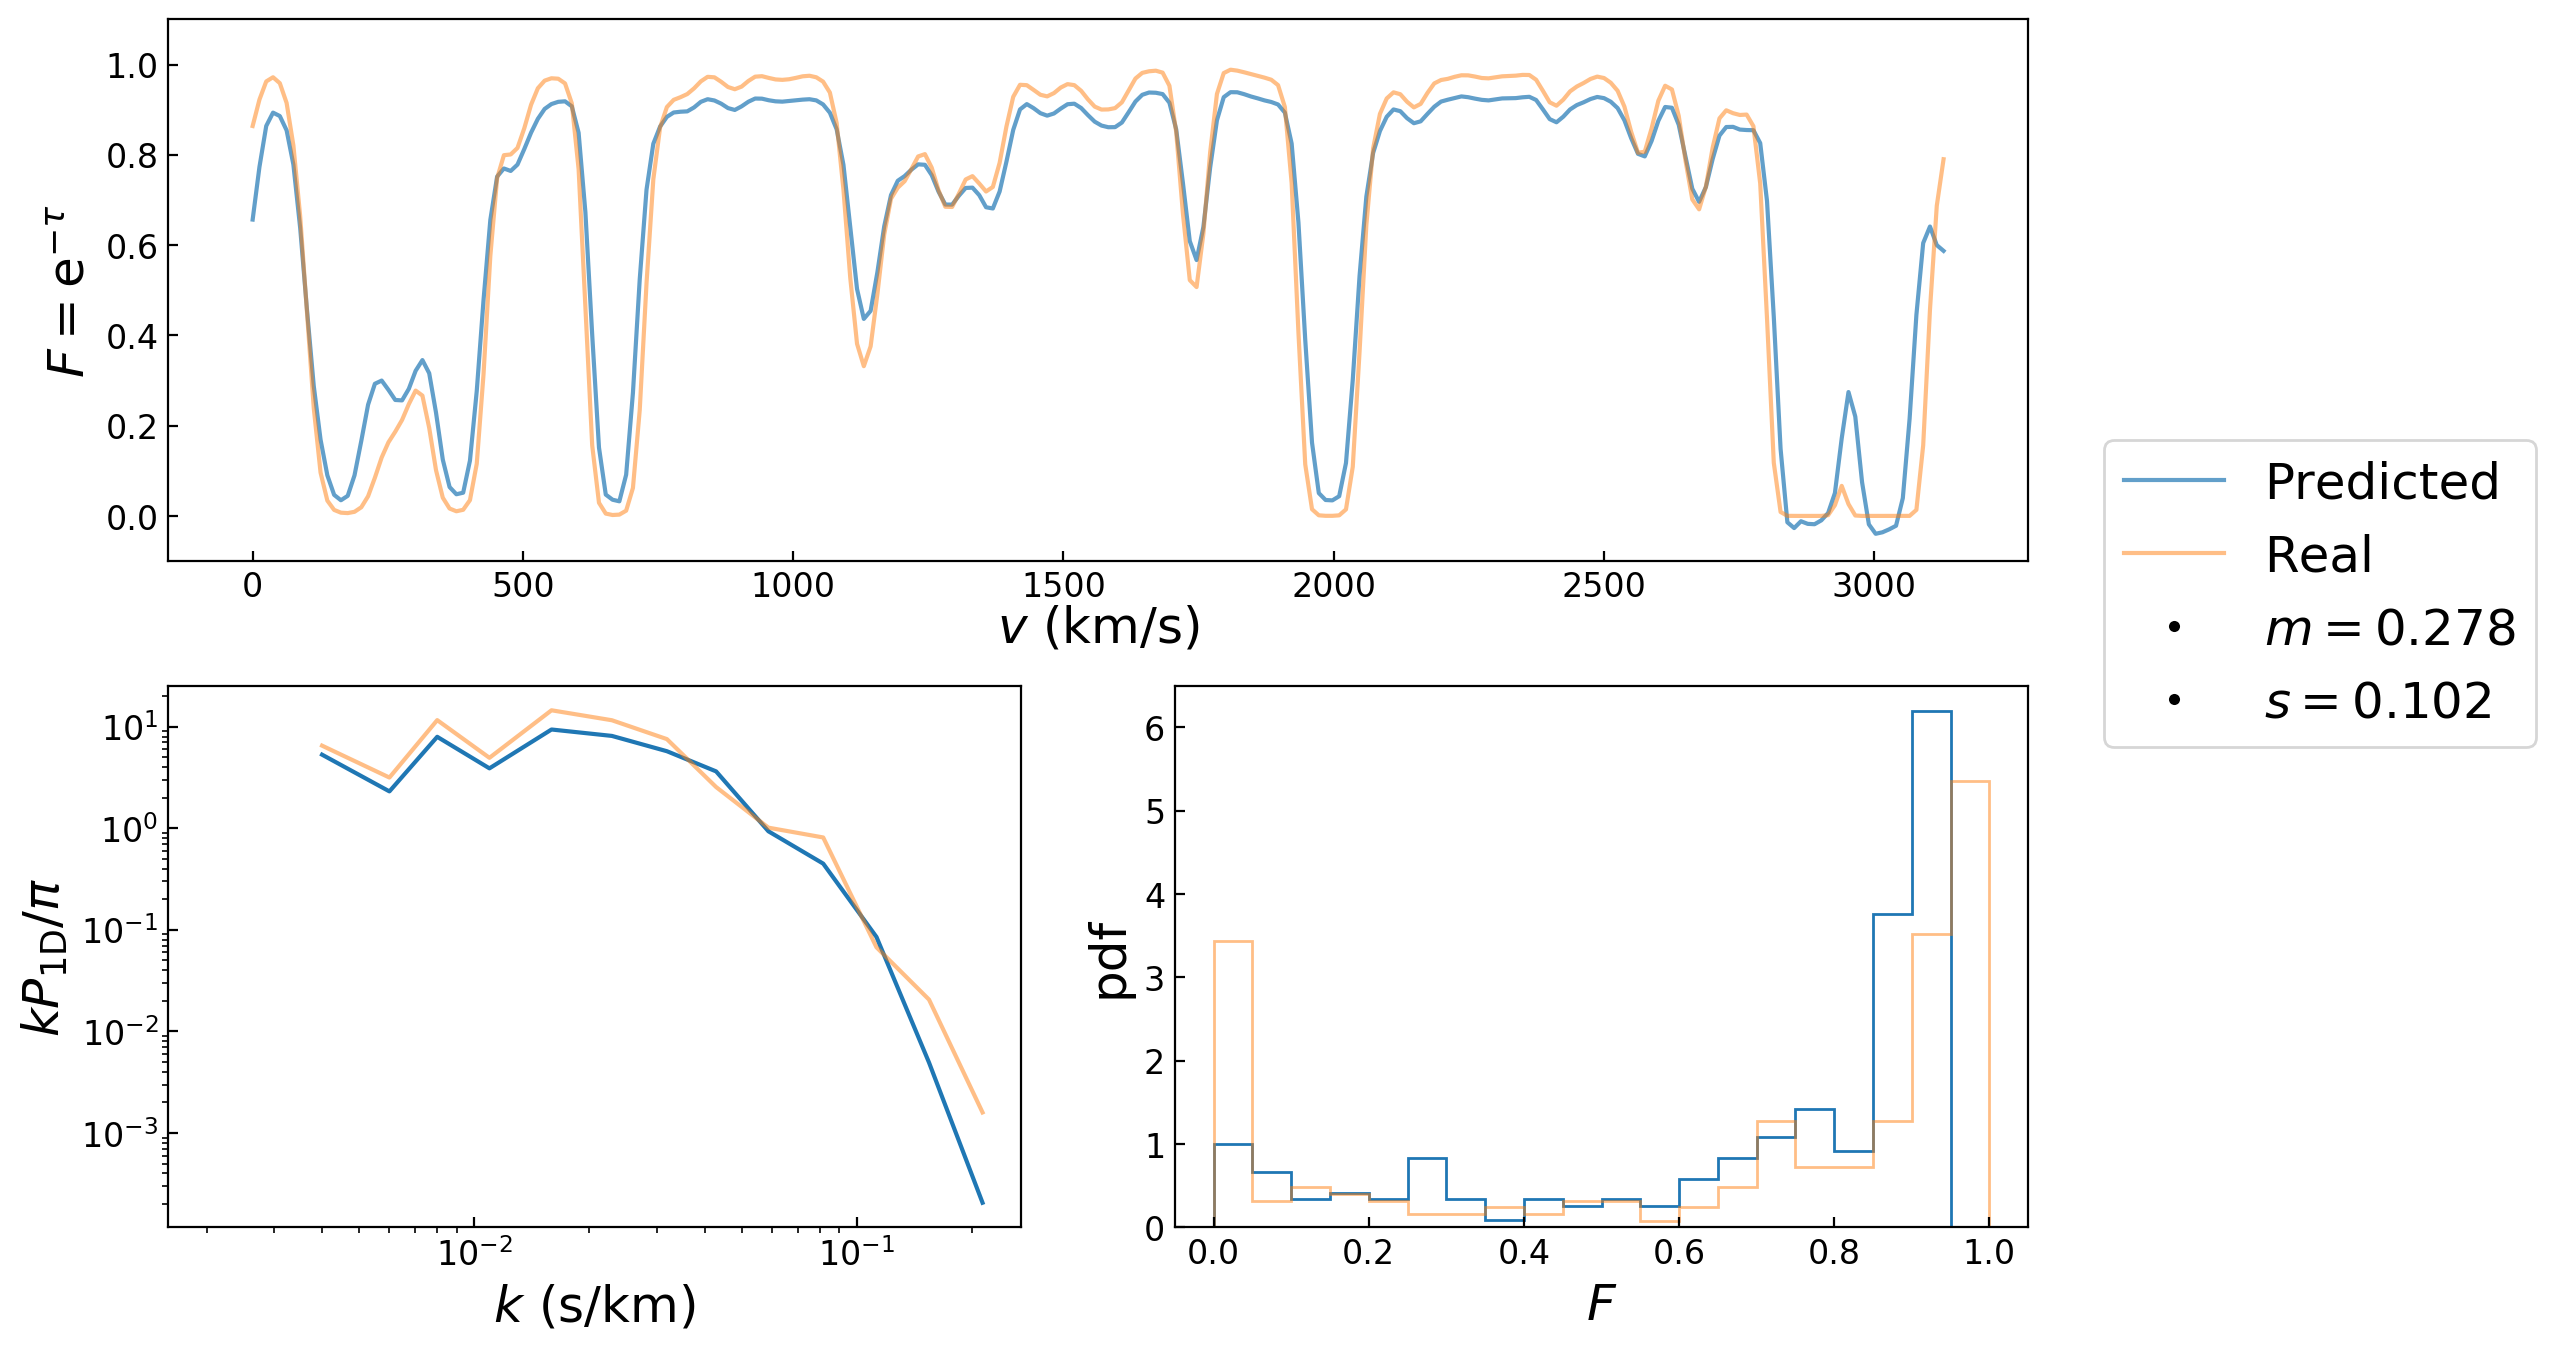 F = e^{−τ}
1.0
0.8
0.6
0.4
0.2
0.0
0 500 1000 1500 2000 2500 3000
v (km/s)
Predicted
Real
m = 0.278
s = 0.102
kP_{1D}/π
10^1
10^0
10^{−1}
10^{−2}
10^{−3}
10^{−2} 10^{−1}
k (s/km)
pdf
6
5
4
3
2
1
0
0.0 0.2 0.4 0.6 0.8 1.0
F